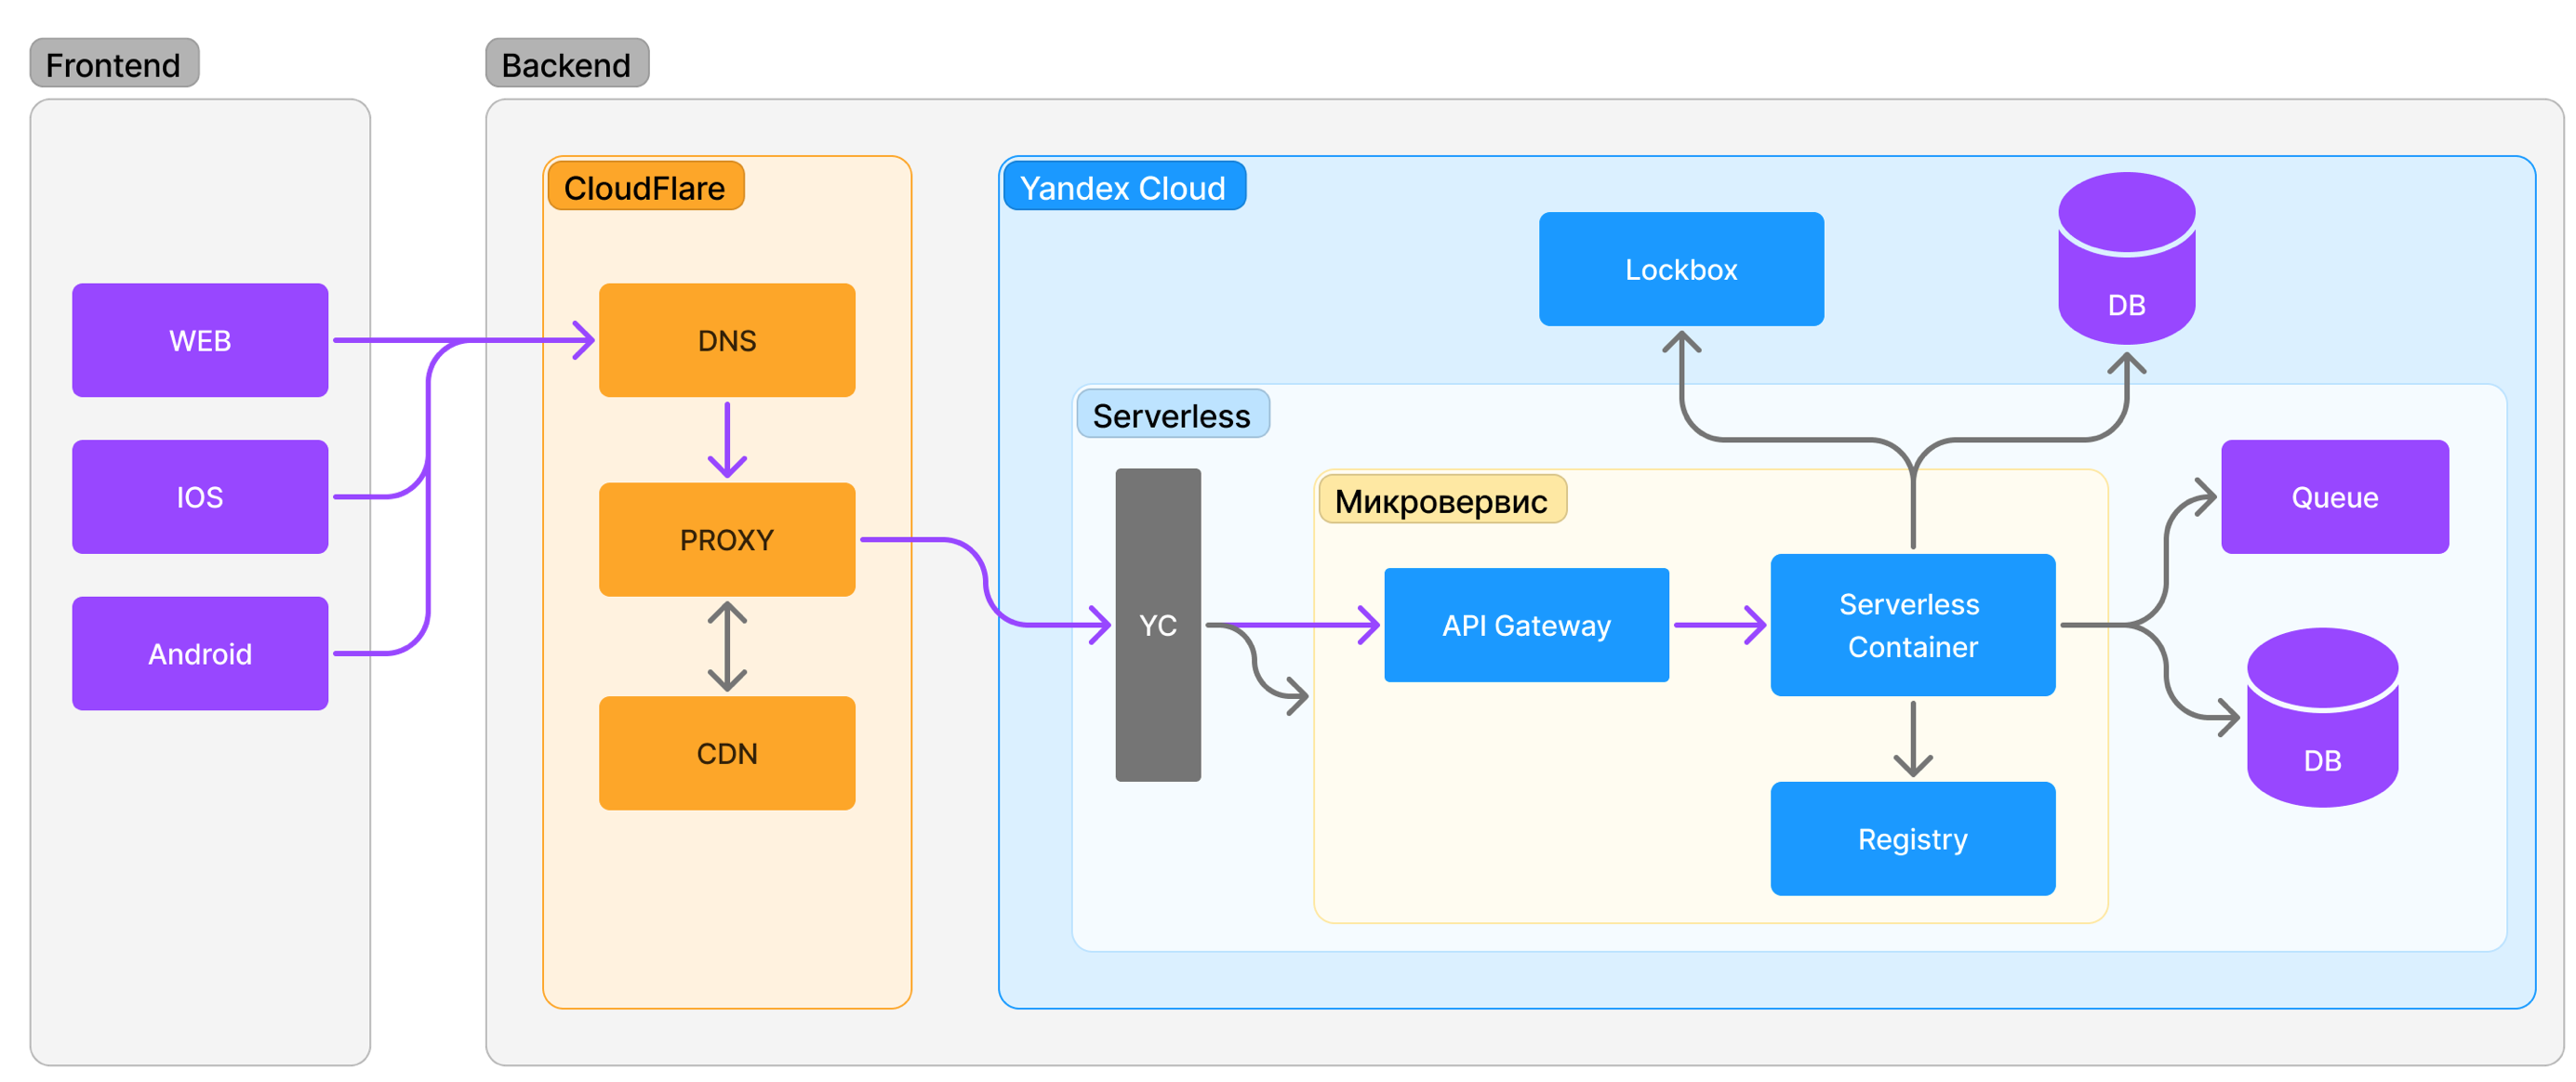 Frontend
WEB
IOS
Android
Backend
CloudFlare
DNS
PROXY
CDN
Yandex Cloud
Lockbox
DB
Serverless
YC
Микровервис
API Gateway
Serverless
Container
Registry
Queue
DB